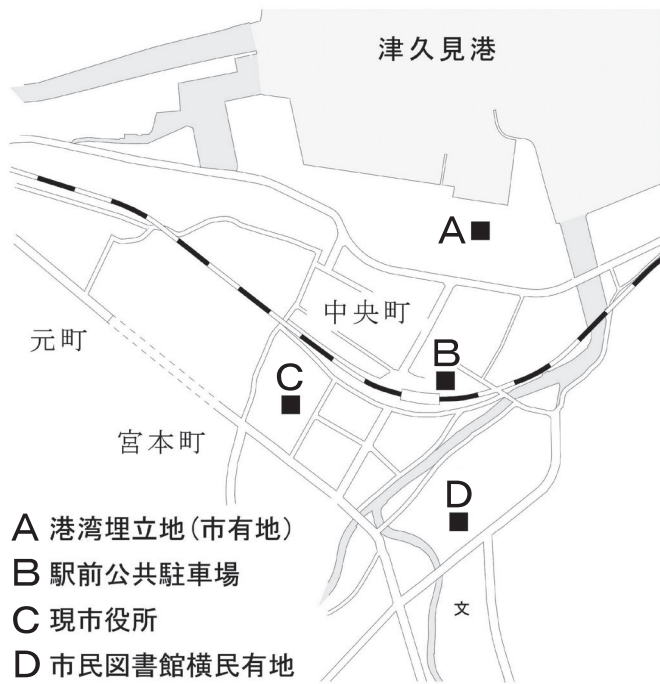 津久見港
A
中央町
元町
B
C
宮本町
D
A 港湾埋立地(市有地)
B 駅前公共駐車場
C 現市役所
D 市民図書館横民有地
文